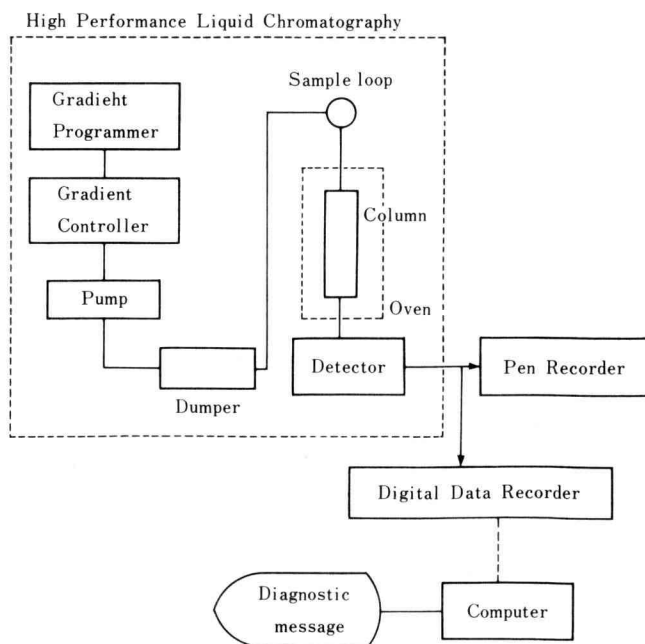 High Performance Liquid Chromatography
Gradieht
Programmer
Gradient
Controller
Pump
Dumper
Sample loop
Column
Oven
Detector
Pen Recorder
Digital Data Recorder
Computer
Diagnostic
message